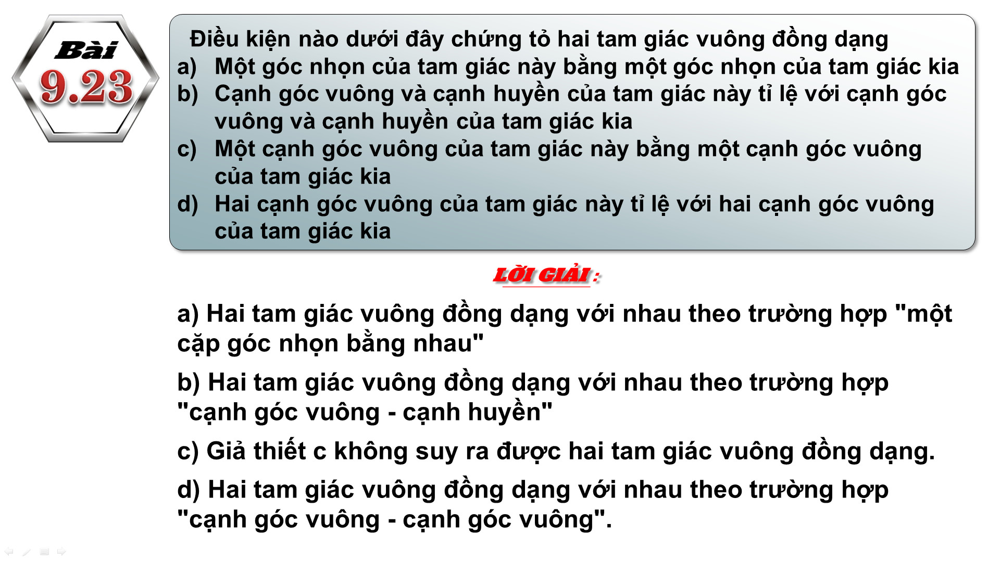 Bài
9.23
Điều kiện nào dưới đây chứng tỏ hai tam giác vuông đồng dạng
a) Một góc nhọn của tam giác này bằng một góc nhọn của tam giác kia
b) Cạnh góc vuông và cạnh huyền của tam giác này tỉ lệ với cạnh góc
vuông và cạnh huyền của tam giác kia
c) Một cạnh góc vuông của tam giác này bằng một cạnh góc vuông
của tam giác kia
d) Hai cạnh góc vuông của tam giác này tỉ lệ với hai cạnh góc vuông
của tam giác kia
LỜI GIẢI :
a) Hai tam giác vuông đồng dạng với nhau theo trường hợp "một
cặp góc nhọn bằng nhau"
b) Hai tam giác vuông đồng dạng với nhau theo trường hợp
"cạnh góc vuông - cạnh huyền"
c) Giả thiết c không suy ra được hai tam giác vuông đồng dạng.
d) Hai tam giác vuông đồng dạng với nhau theo trường hợp
"cạnh góc vuông - cạnh góc vuông".